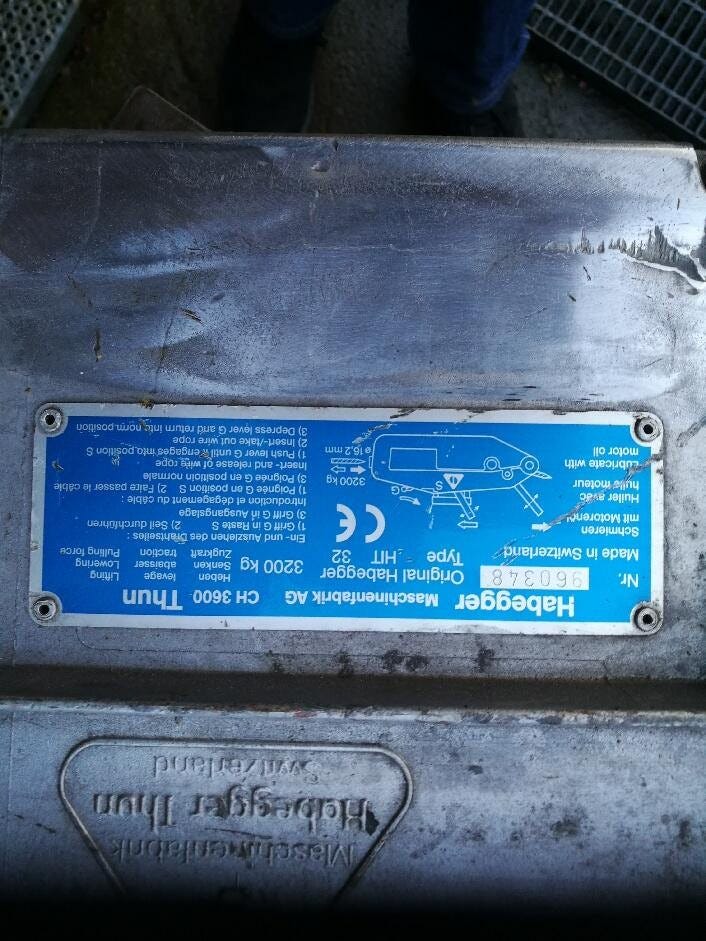 Habegger Maschinenfabrik AG CH 3600 Thun
Nr. 960348
Original Habegger
Type HIT 32
3200 kg
Heben levage Lifting
Senken abaisser Lowering
Zugkraft traction Pulling force
Made in Switzerland
CE
Schmieren
mit Motorenöl
Huiler avec
huile moteur
Lubricate with
motor oil
S
G
3200 kg
ø 16,2 mm
Ein- und Ausziehen des Drahtseiles:
1) Griff G in Raste S 2) Seil durchführen
3) Griff G in Ausgangslage
Introduction et dégagement du câble :
1) Poignée G en position S 2) Faire passer le câble
3) Poignée G en position normale
Insert- and release of wire rope
1) Push lever G until it engages into position S
2) Insert-/take out wire rope
3) Depress lever G and return into norm.position
Maschinenfabrik
Habegger Thun
Switzerland